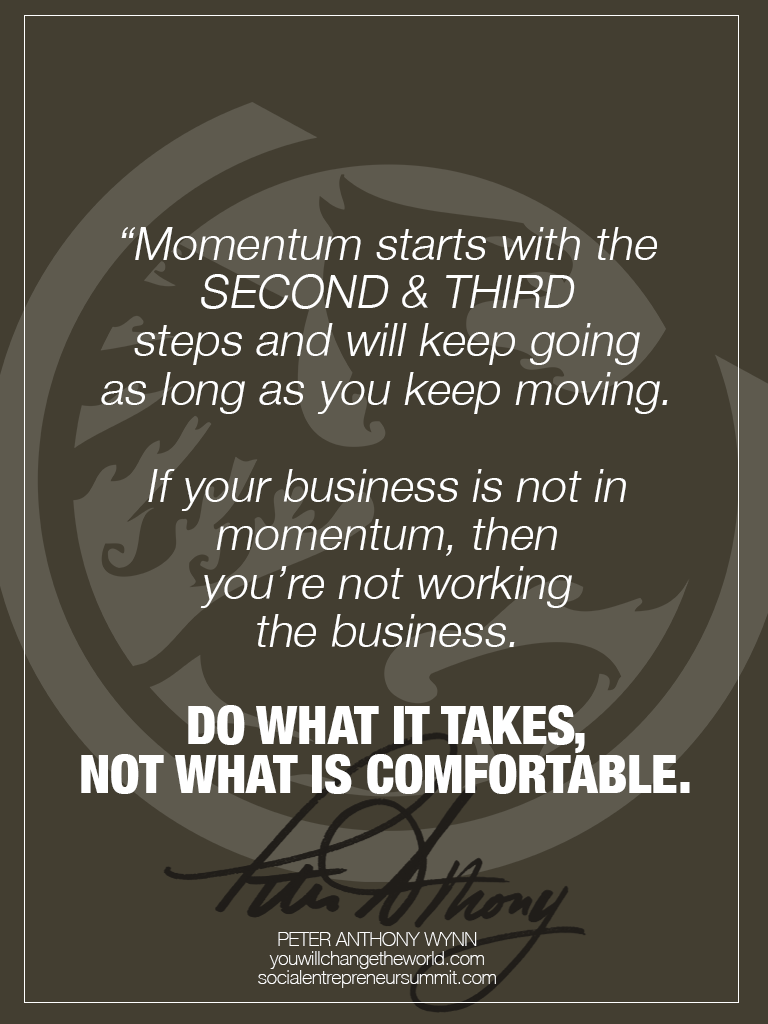 “Momentum starts with the
SECOND & THIRD
steps and will keep going
as long as you keep moving.
If your business is not in
momentum, then
you’re not working
the business.
DO WHAT IT TAKES,
NOT WHAT IS COMFORTABLE.
Peter Anthony
PETER ANTHONY WYNN
youwillchangetheworld.com
socialentrepreneursummit.com